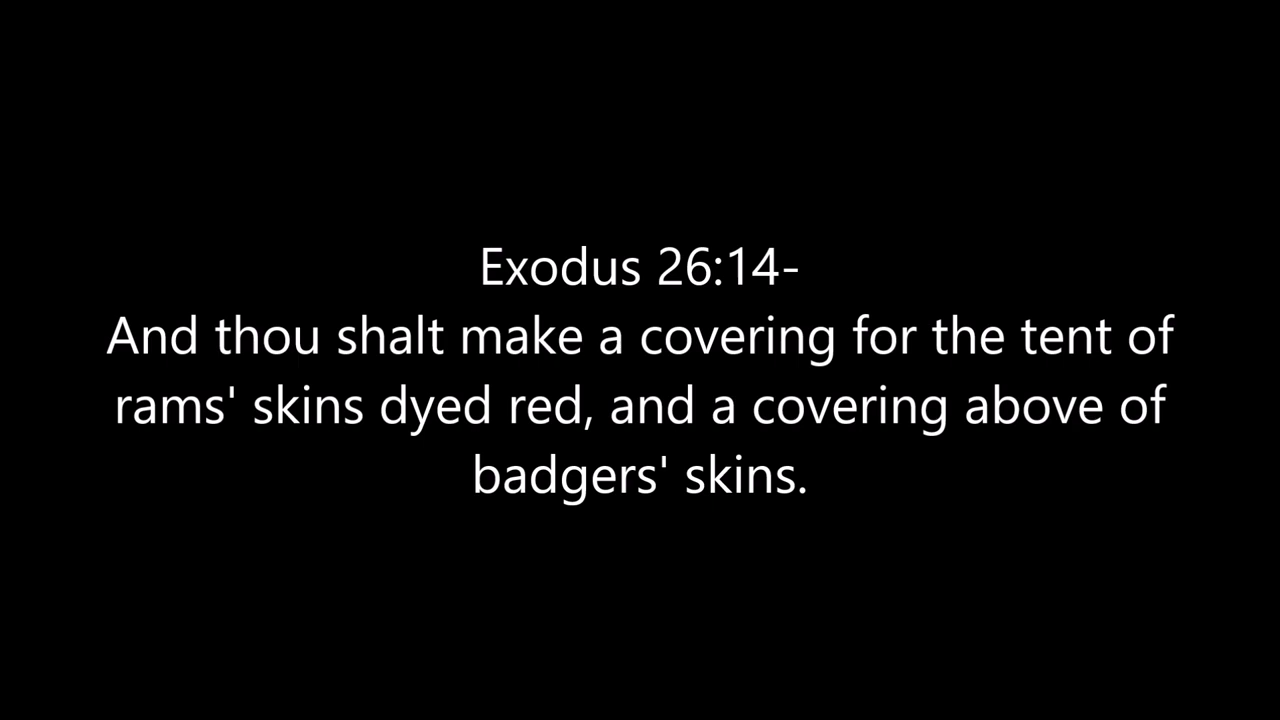 Exodus 26:14-
And thou shalt make a covering for the tent of
rams' skins dyed red, and a covering above of
badgers' skins.